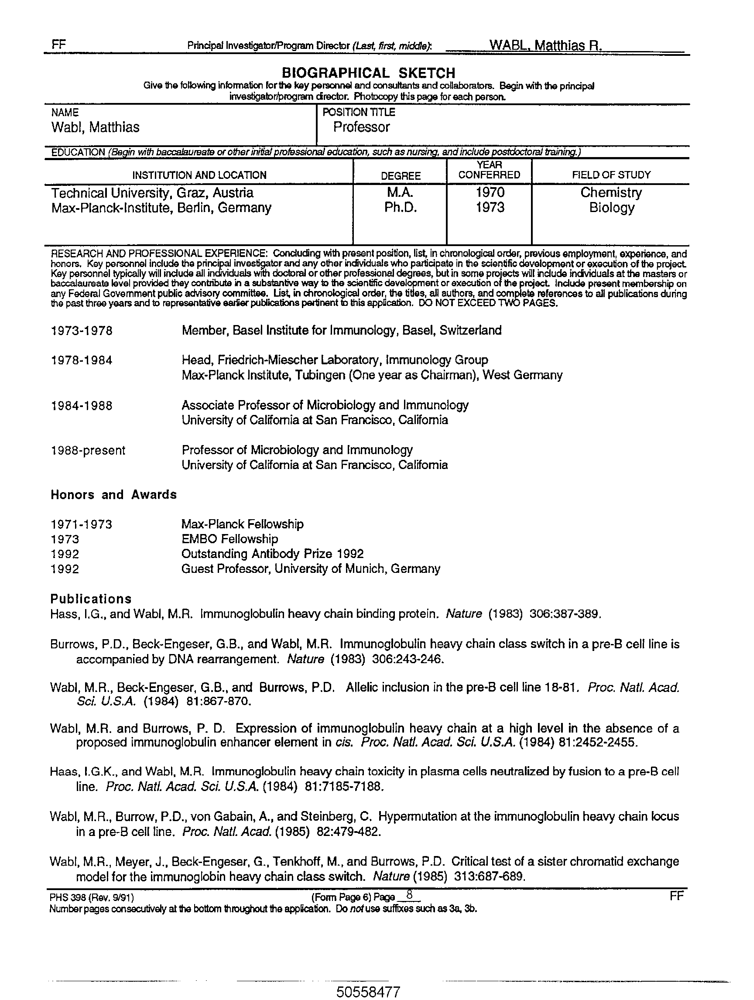 FF Principal Investigator/Program Director (Last, first, middle): WABL, Matthias R.
BIOGRAPHICAL SKETCH
Give the following information for the key personnel and consultants and collaborators. Begin with the principal
investigator/program director. Photocopy this page for each person.
NAME POSITION TITLE
Wabl, Matthias Professor
EDUCATION (Begin with baccalaureate or other initial professional education, such as nursing, and include postdoctoral training.)
INSTITUTION AND LOCATION DEGREE YEAR CONFERRED FIELD OF STUDY
Technical University, Graz, Austria M.A. 1970 Chemistry
Max-Planck-Institute, Berlin, Germany Ph.D. 1973 Biology
RESEARCH AND PROFESSIONAL EXPERIENCE: Concluding with present position, list, in chronological order, previous employment, experience, and
honors. Key personnel include the principal investigator and any other individuals who participate in the scientific development or execution of the project.
Key personnel typically will include all individuals with doctoral or other professional degrees, but in some projects will include individuals at the masters or
baccalaureate level provided they contribute in a substantive way to the scientific development or execution of the project. Include present membership on
any Federal Government public advisory committee. List, in chronological order, the titles, all authors, and complete references to all publications during
the past three years and to representative earlier publications pertinent to this application. DO NOT EXCEED TWO PAGES.
1973-1978 Member, Basel Institute for Immunology, Basel, Switzerland
1978-1984 Head, Friedrich-Miescher Laboratory, Immunology Group
Max-Planck Institute, Tubingen (One year as Chairman), West Germany
1984-1988 Associate Professor of Microbiology and Immunology
University of California at San Francisco, California
1988-present Professor of Microbiology and Immunology
University of California at San Francisco, California
Honors and Awards
1971-1973 Max-Planck Fellowship
1973 EMBO Fellowship
1992 Outstanding Antibody Prize 1992
1992 Guest Professor, University of Munich, Germany
Publications
Hass, I.G., and Wabl, M.R. Immunoglobulin heavy chain binding protein. Nature (1983) 306:387-389.
Burrows, P.D., Beck-Engeser, G.B., and Wabl, M.R. Immunoglobulin heavy chain class switch in a pre-B cell line is
accompanied by DNA rearrangement. Nature (1983) 306:243-246.
Wabl, M.R., Beck-Engeser, G.B., and Burrows, P.D. Allelic inclusion in the pre-B cell line 18-81. Proc. Natl. Acad.
Sci. U.S.A. (1984) 81:867-870.
Wabl, M.R. and Burrows, P. D. Expression of immunoglobulin heavy chain at a high level in the absence of a
proposed immunoglobulin enhancer element in cis. Proc. Natl. Acad. Sci. U.S.A. (1984) 81:2452-2455.
Haas, I.G.K., and Wabl, M.R. Immunoglobulin heavy chain toxicity in plasma cells neutralized by fusion to a pre-B cell
line. Proc. Natl. Acad. Sci. U.S.A. (1984) 81:7185-7188.
Wabl, M.R., Burrow, P.D., von Gabain, A., and Steinberg, C. Hypermutation at the immunoglobulin heavy chain locus
in a pre-B cell line. Proc. Natl. Acad. (1985) 82:479-482.
Wabl, M.R., Meyer, J., Beck-Engeser, G., Tenkhoff, M., and Burrows, P.D. Critical test of a sister chromatid exchange
model for the immunoglobin heavy chain class switch. Nature (1985) 313:687-689.
PHS 398 (Rev. 9/91) (Form Page 6) Page 8 FF
Number pages consecutively at the bottom throughout the application. Do not use suffixes such as 3a, 3b.
50558477